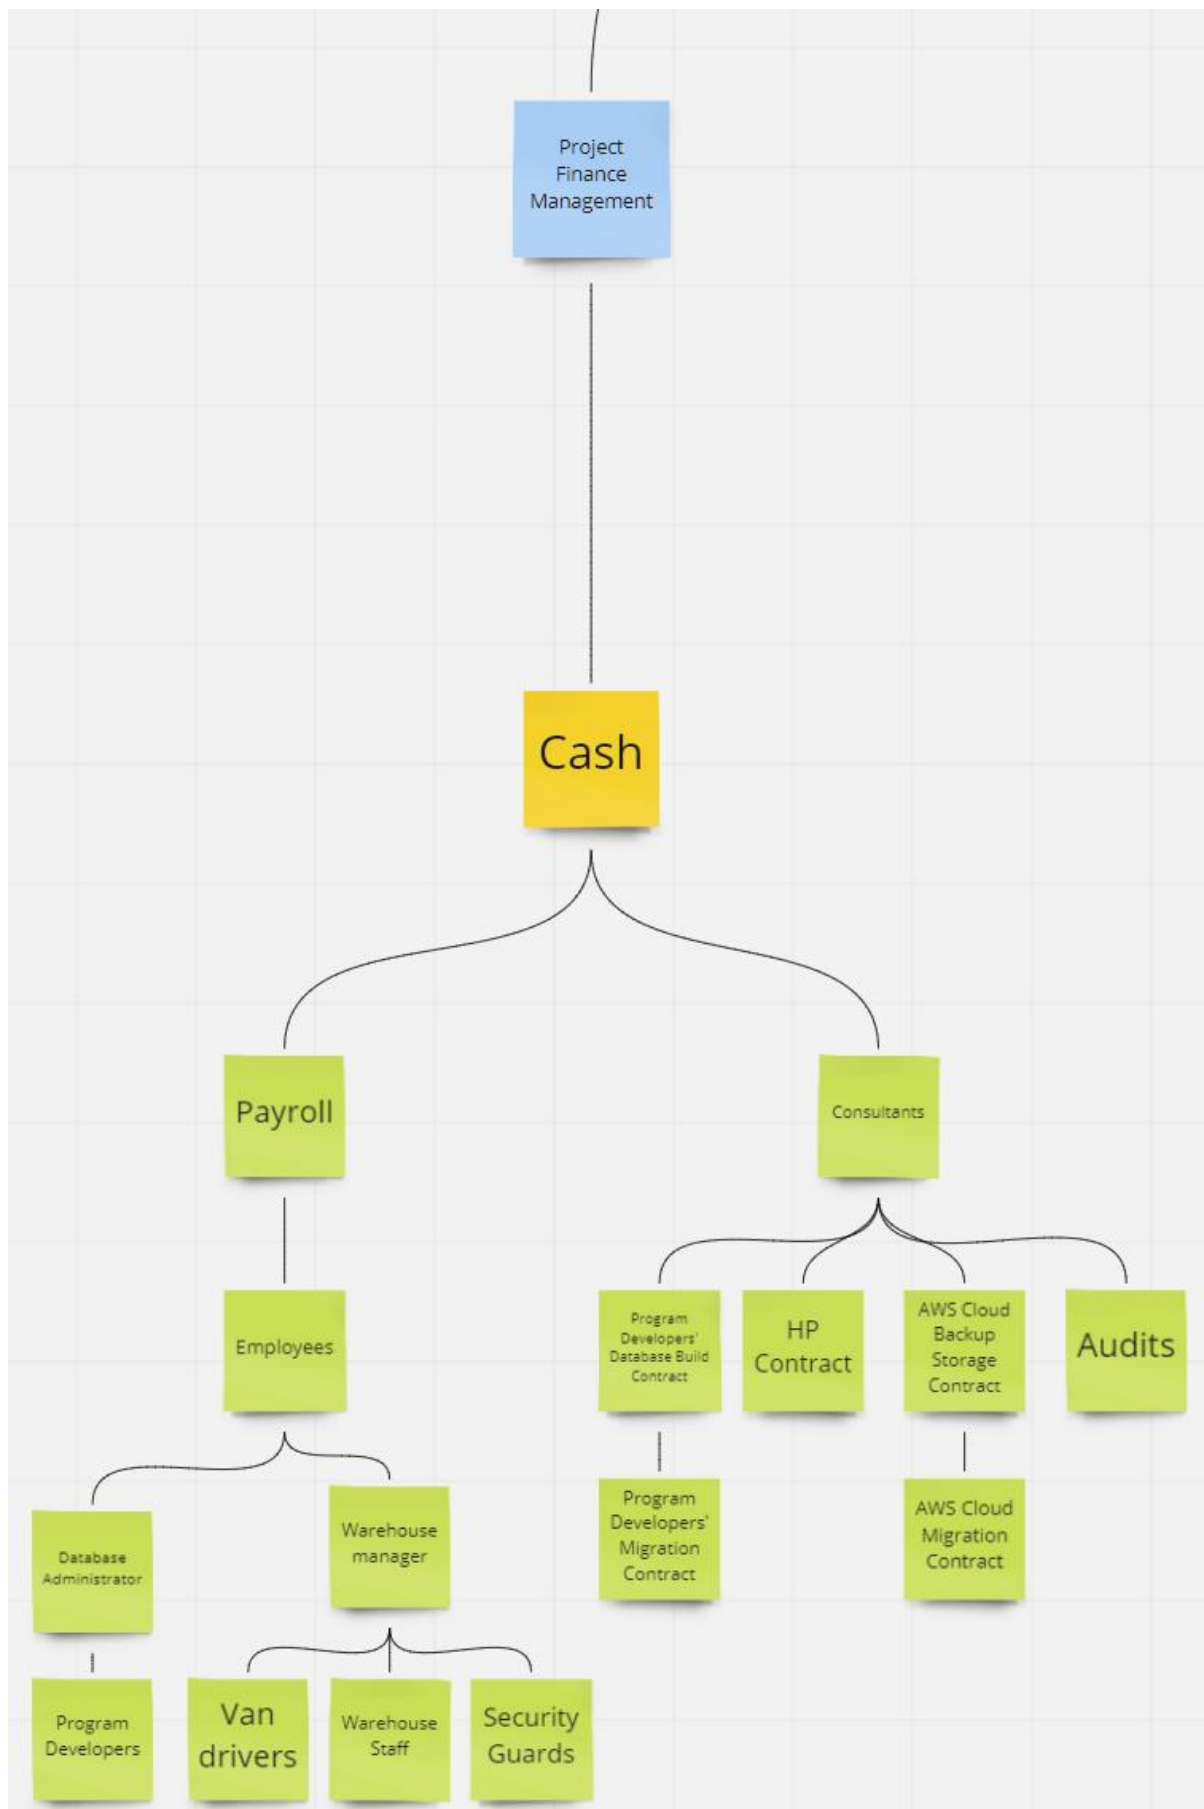 Project
Finance
Management
Cash
Payroll
Consultants
Employees
Program
Developers'
Database Build
Contract
HP
Contract
AWS Cloud
Backup
Storage
Contract
Audits
Database
Administrator
Warehouse
manager
Program
Developers'
Migration
Contract
AWS Cloud
Migration
Contract
Program
Developers
Van
drivers
Warehouse
Staff
Security
Guards